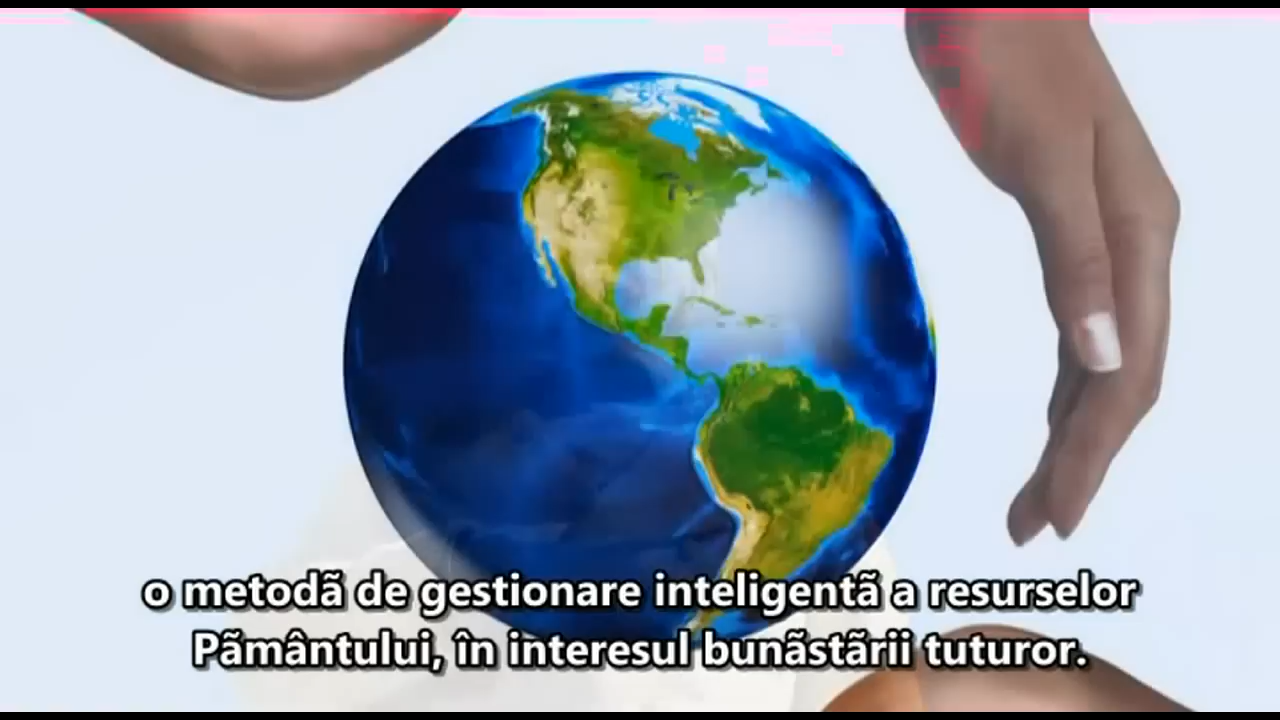 o metodã de gestionare inteligentã a resurselor
Pãmântului, în interesul bunãstãrii tuturor.